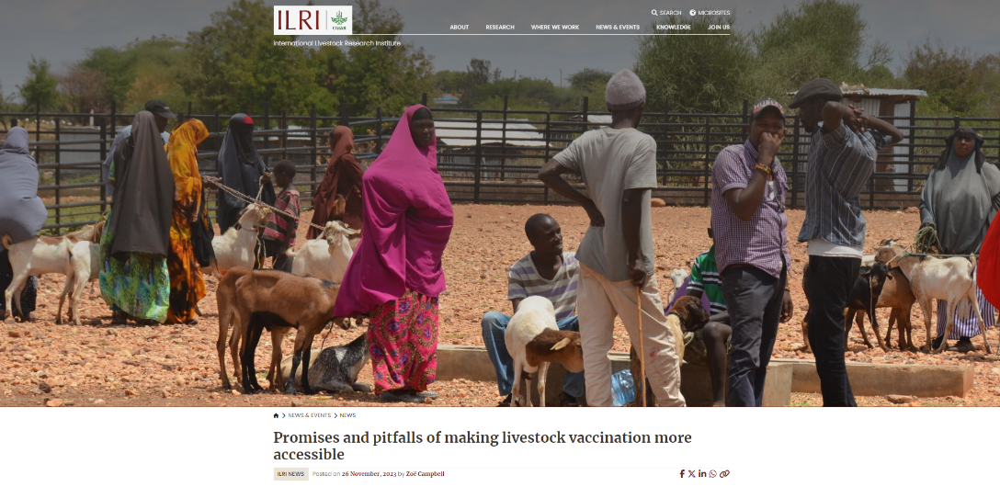 ILRI
CGIAR
International Livestock Research Institute
SEARCH MICROSITES
ABOUT RESEARCH WHERE WE WORK NEWS & EVENTS KNOWLEDGE JOIN US
NEWS & EVENTS NEWS
Promises and pitfalls of making livestock vaccination more
accessible
ILRI NEWS Posted on 26 November, 2023 by Zoë Campbell